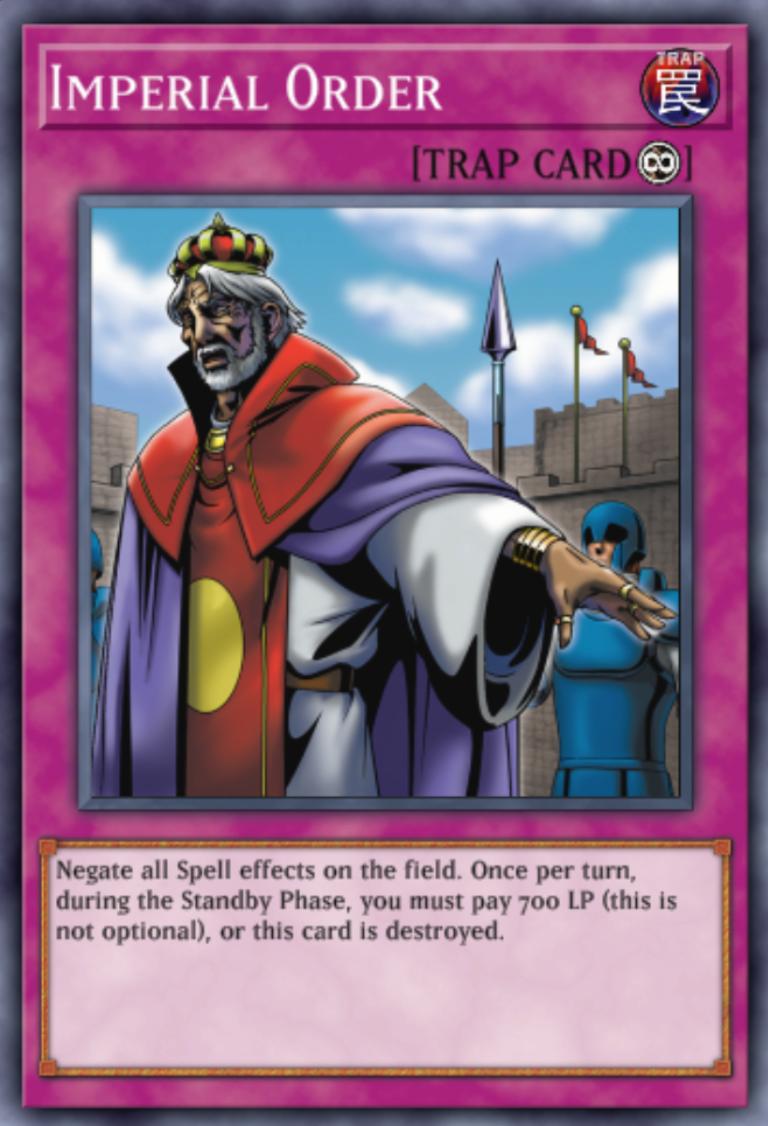 Imperial Order
TRAP
罠
[TRAP CARD]
Negate all Spell effects on the field. Once per turn,
during the Standby Phase, you must pay 700 LP (this is
not optional), or this card is destroyed.